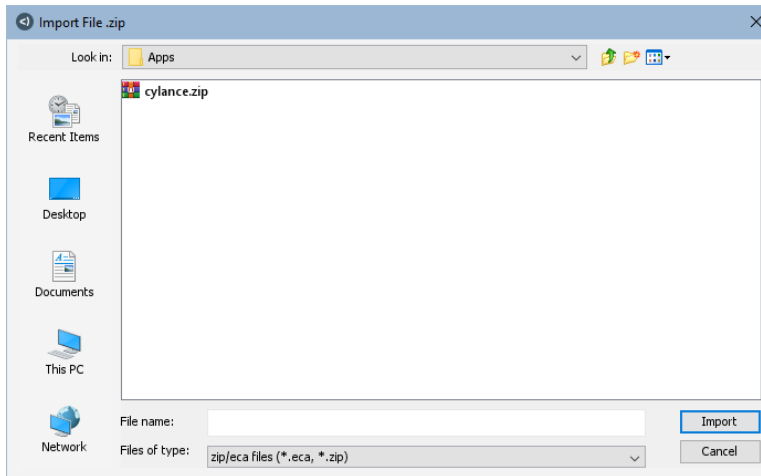 Import File .zip
Look in: Apps
cylance.zip
Recent Items
Desktop
Documents
This PC
Network
File name:
Import
Files of type: zip/eca files (*.eca, *.zip)
Cancel